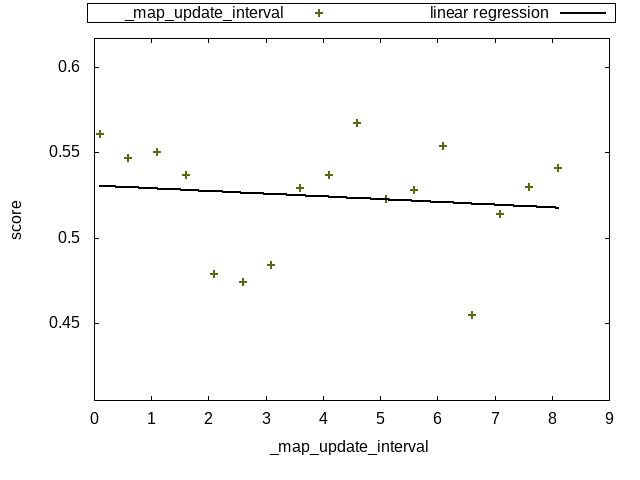 _map_update_interval linear regression
0.6
0.55
0.5
0.45
score
0 1 2 3 4 5 6 7 8 9
_map_update_interval